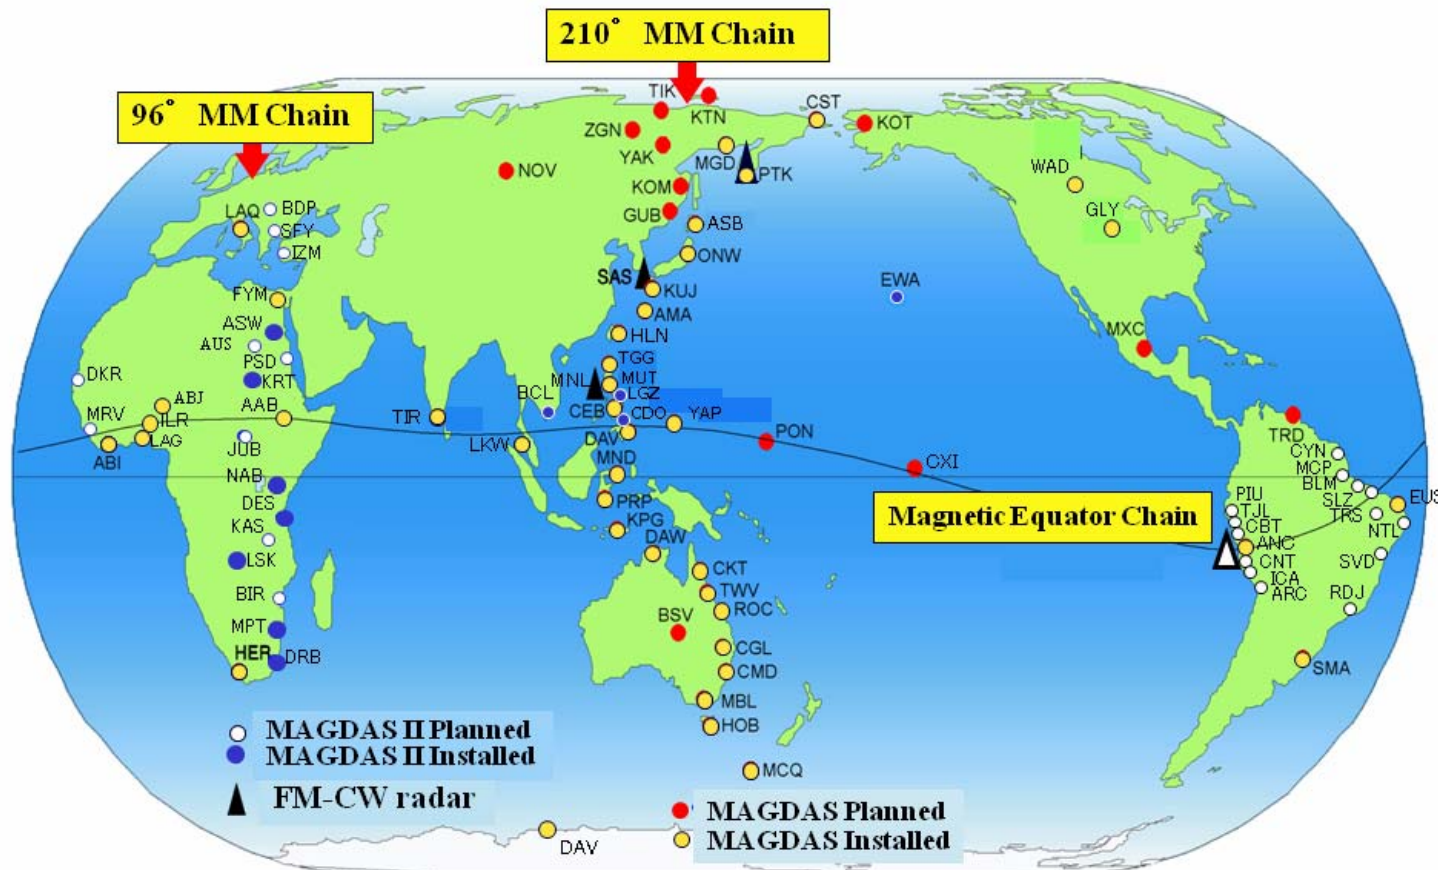 210° MM Chain
96° MM Chain
TIK
KTN
CST
KOT
ZGN
YAK
MGD
PTK
NOV
WAD
KOM
GUB
GLY
LAQ
BDP
SFY
IZM
ASB
ONW
SAS
KUJ
EWA
FYM
AMA
ASW
HLN
MXC
AUS
PSD
TGG
DKR
KRT
MNL
MUT
BCL
LGZ
ABJ
AAB
CEB
CDO
YAP
TIR
MRV
ILR
LAG
ABI
JUB
LKW
DAV
PON
TRD
CYN
MND
NAB
CXI
MCP
BLM
DES
PRP
PIU
SLZ
EUS
Magnetic Equator Chain
TJL
TRS
KAS
KPG
CBT
NTL
DAW
ANC
LSK
CNT
SVD
CKT
ICA
ARC
BIR
TWV
RDJ
ROC
BSV
MPT
CGL
HER
DRB
CMD
SMA
MBL
HOB
MAGDAS II Planned
MAGDAS II Installed
MCQ
FM-CW radar
MAGDAS Planned
MAGDAS Installed
DAV